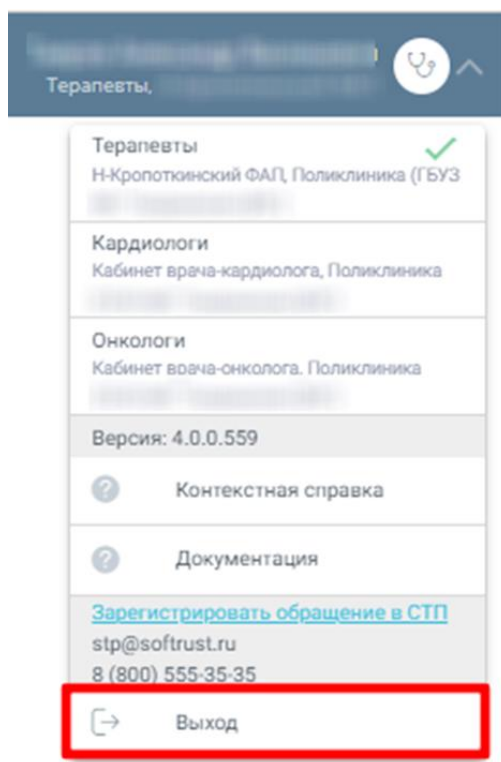 Терапевты,
Терапевты
Н-Кропоткинский ФАП, Поликлиника (ГБУЗ
Кардиологи
Кабинет врача-кардиолога, Поликлиника
Онкологи
Кабинет врача-онколога. Поликлиника
Версия: 4.0.0.559
Контекстная справка
Документация
Зарегистрировать обращение в СТП
stp@softrust.ru
8 (800) 555-35-35
Выход